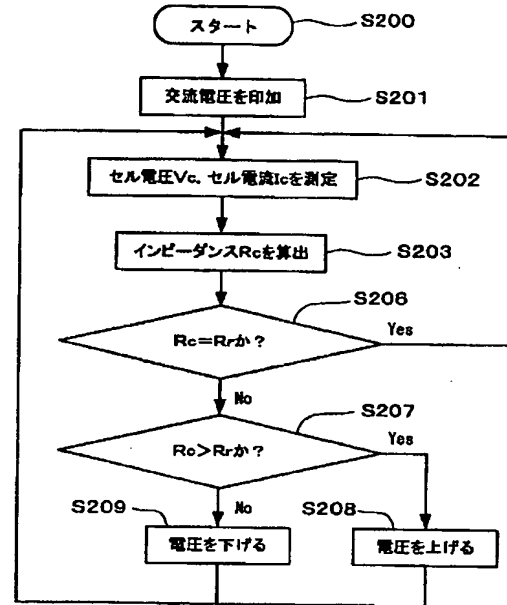 スタート
S200
交流電圧を印加
S201
セル電圧Vc、セル電流Icを測定
S202
インピーダンスRcを算出
S203
S206
Rc=Rrか?
Yes
No
S207
Rc>Rrか?
Yes
No
S209
S208
電圧を下げる
電圧を上げる